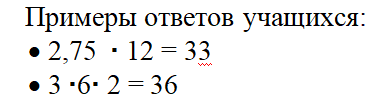 Примеры ответов учащихся:
• 2,75 · 12 = 33
• 3 ·6· 2 = 36